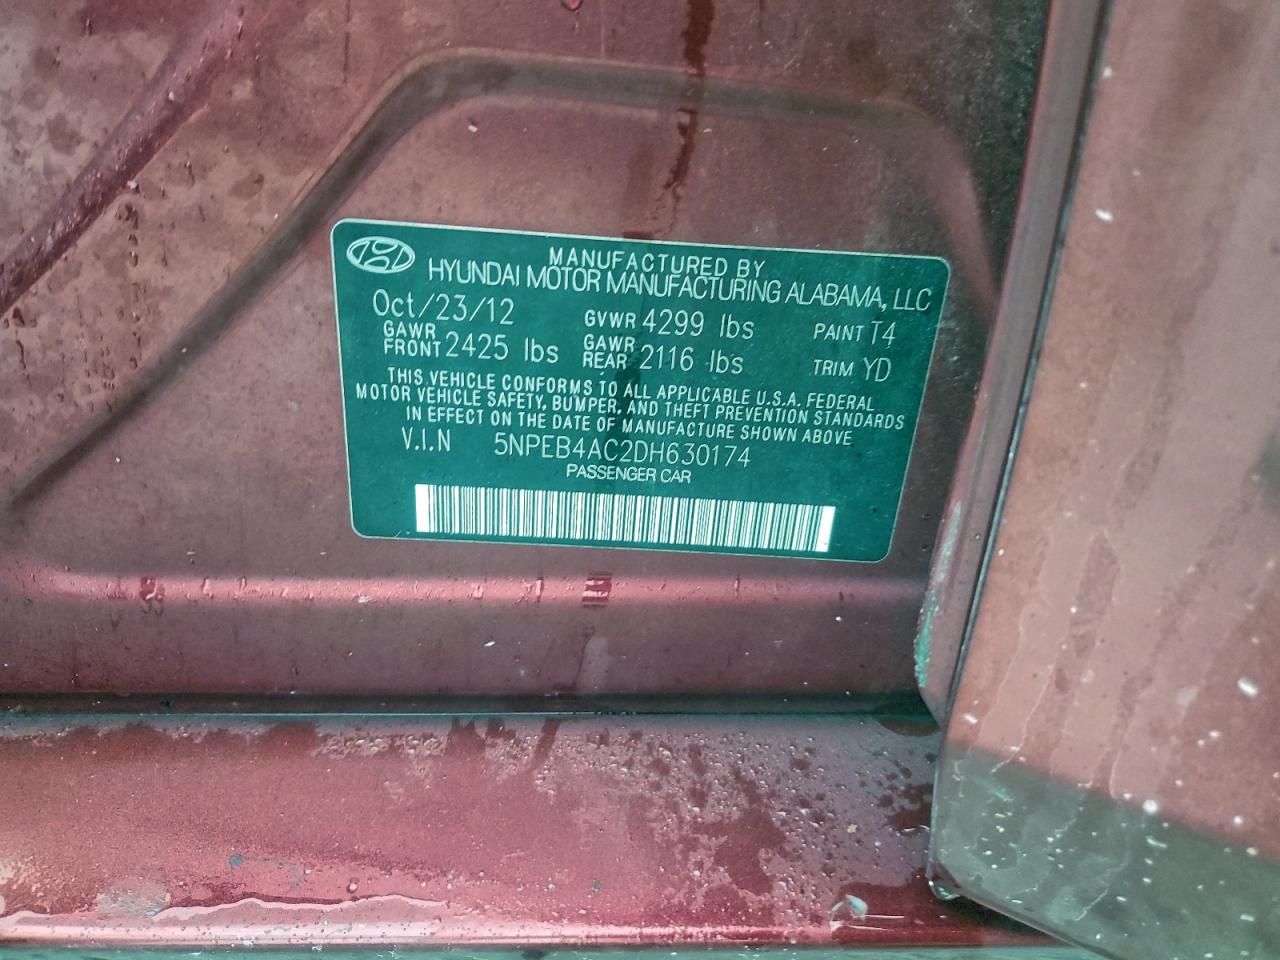 MANUFACTURED BY
HYUNDAI MOTOR MANUFACTURING ALABAMA, LLC
Oct/23/12 GVWR 4299 lbs PAINT T4
GAWR FRONT 2425 lbs GAWR REAR 2116 lbs TRIM YD
THIS VEHICLE CONFORMS TO ALL APPLICABLE U.S.A. FEDERAL
MOTOR VEHICLE SAFETY, BUMPER, AND THEFT PREVENTION STANDARDS
IN EFFECT ON THE DATE OF MANUFACTURE SHOWN ABOVE
V.I.N 5NPEB4AC2DH630174
PASSENGER CAR